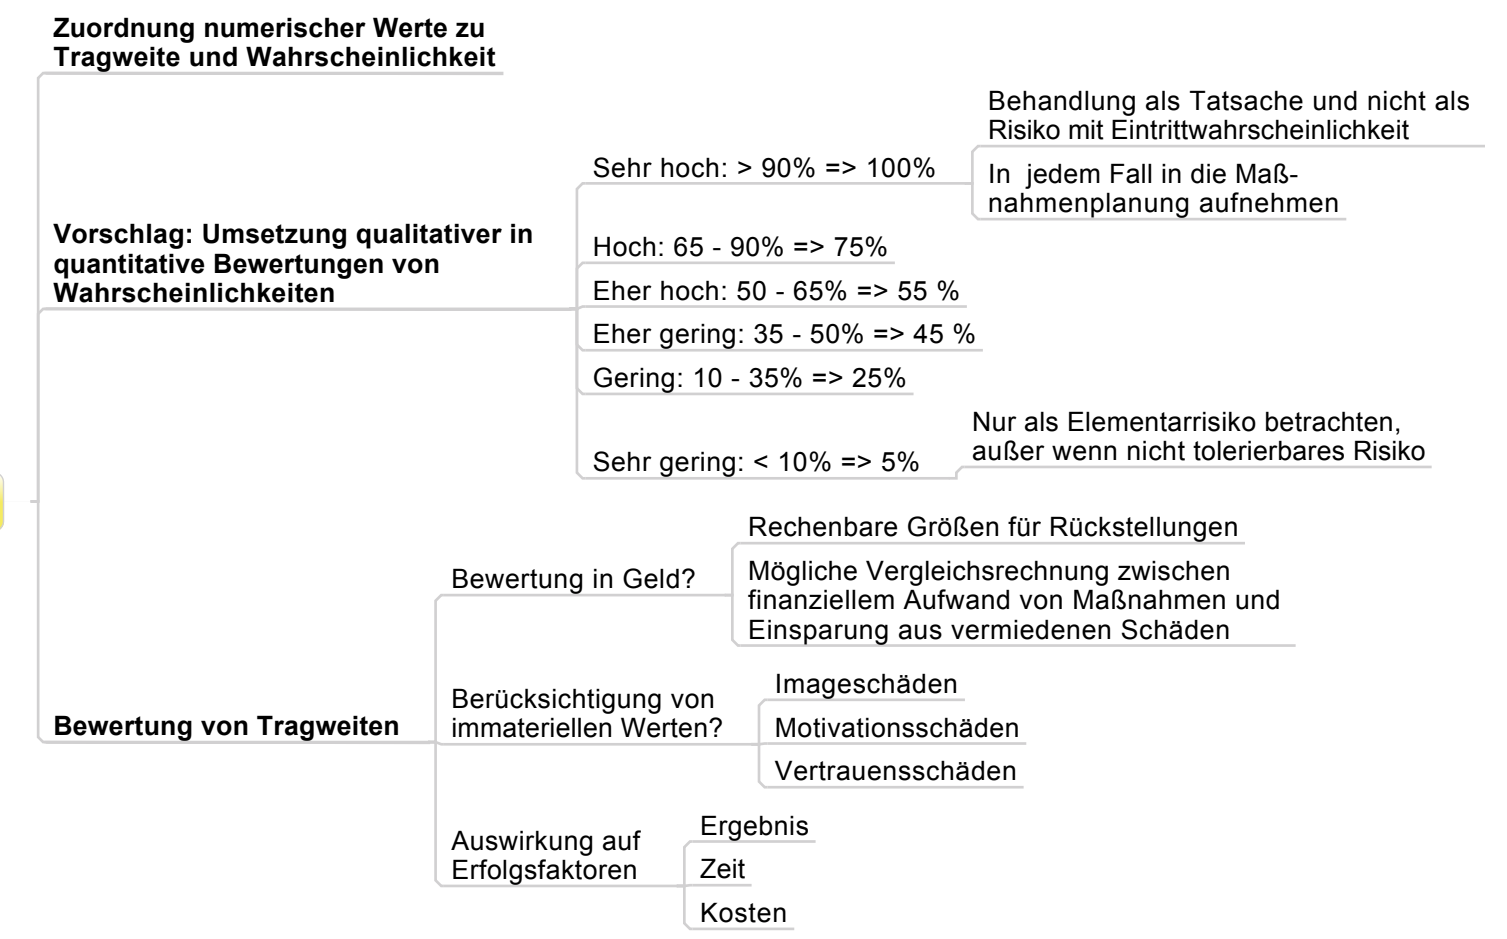 Zuordnung numerischer Werte zu
Tragweite und Wahrscheinlichkeit
Vorschlag: Umsetzung qualitativer in
quantitative Bewertungen von
Wahrscheinlichkeiten
Sehr hoch: > 90% => 100%
Behandlung als Tatsache und nicht als
Risiko mit Eintrittwahrscheinlichkeit
In jedem Fall in die Maß-
nahmenplanung aufnehmen
Hoch: 65 - 90% => 75%
Eher hoch: 50 - 65% => 55 %
Eher gering: 35 - 50% => 45 %
Gering: 10 - 35% => 25%
Sehr gering: < 10% => 5%
Nur als Elementarrisiko betrachten,
außer wenn nicht tolerierbares Risiko
Bewertung von Tragweiten
Bewertung in Geld?
Rechenbare Größen für Rückstellungen
Mögliche Vergleichsrechnung zwischen
finanziellem Aufwand von Maßnahmen und
Einsparung aus vermiedenen Schäden
Berücksichtigung von
immateriellen Werten?
Imageschäden
Motivationsschäden
Vertrauensschäden
Auswirkung auf
Erfolgsfaktoren
Ergebnis
Zeit
Kosten